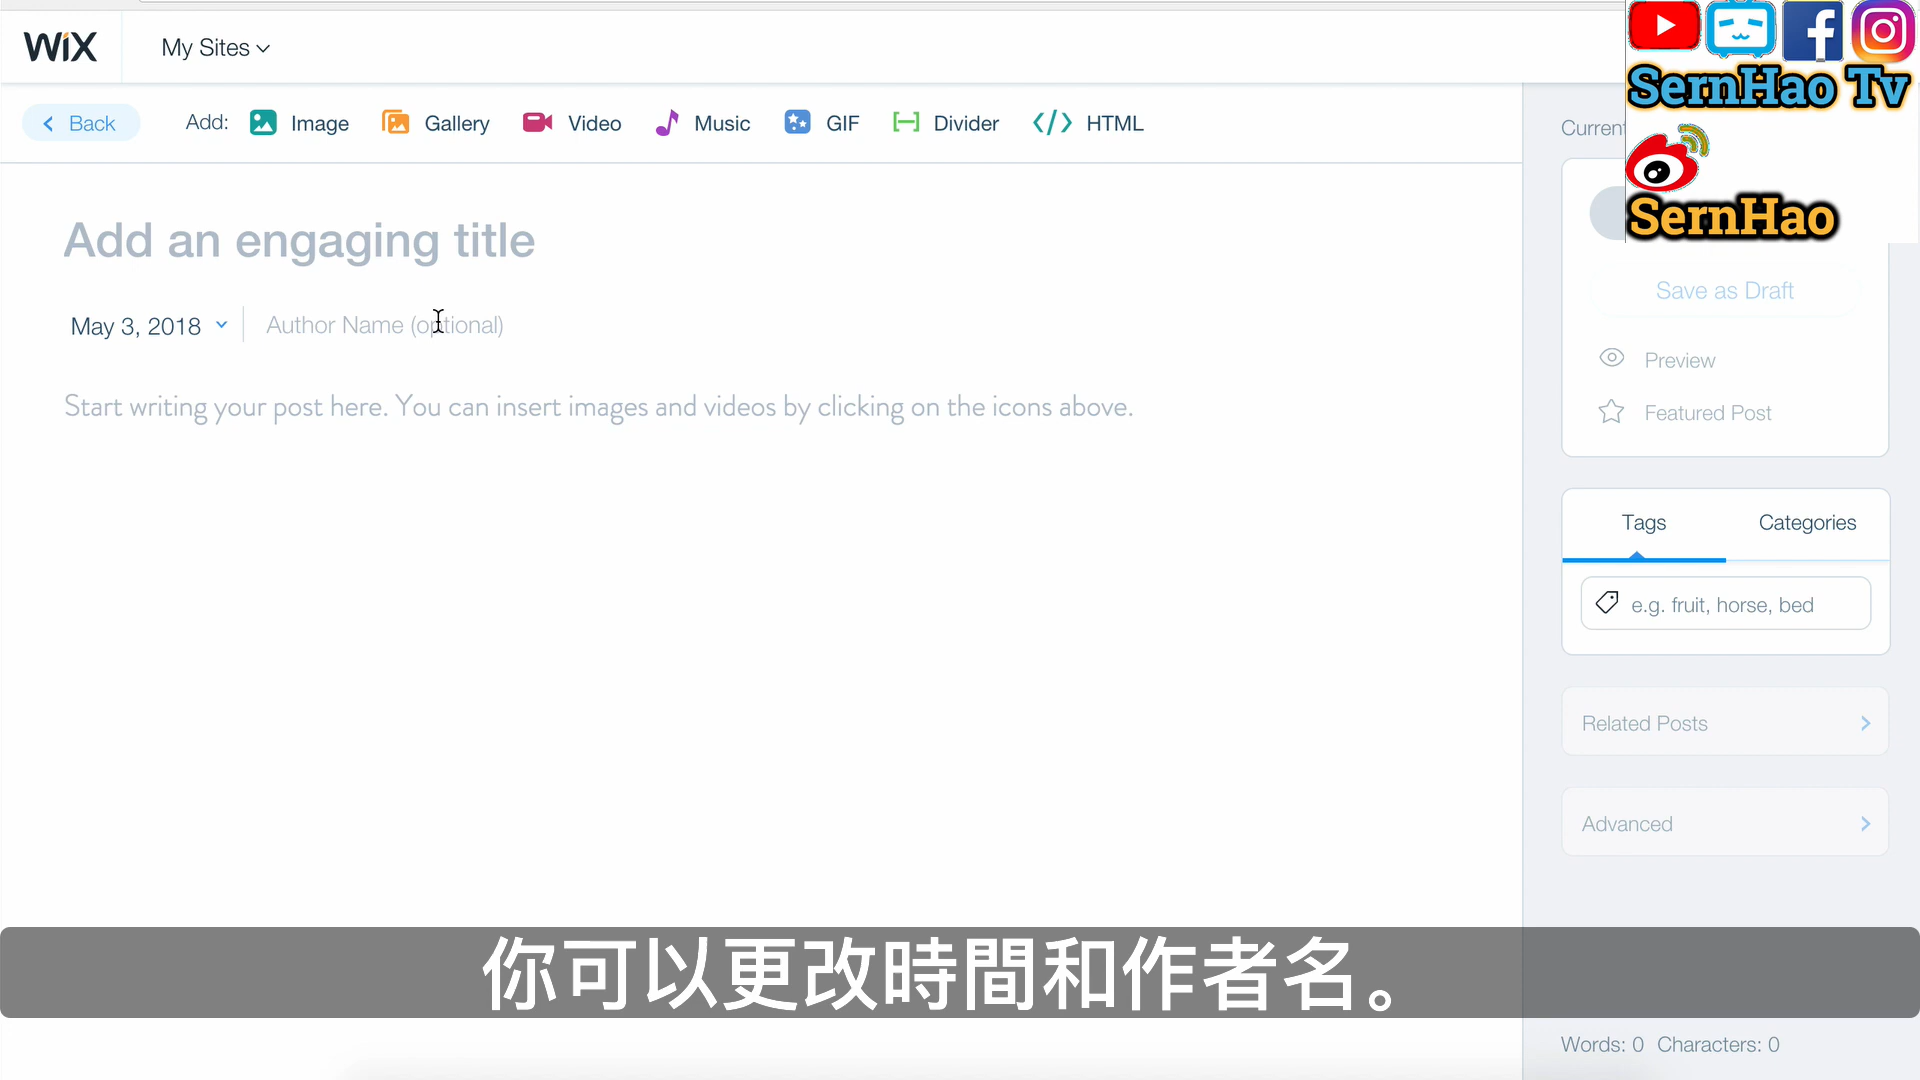 WiX
My Sites
Back
Add:
Image
Gallery
Video
Music
GIF
Divider
HTML
SernHao Tv
SernHao
Add an engaging title
May 3, 2018
Author Name (optional)
Start writing your post here. You can insert images and videos by clicking on the icons above.
Save as Draft
Preview
Featured Post
Tags
Categories
e.g. fruit, horse, bed
Related Posts
Advanced
你可以更改時間和作者名。
Words: 0 Characters: 0